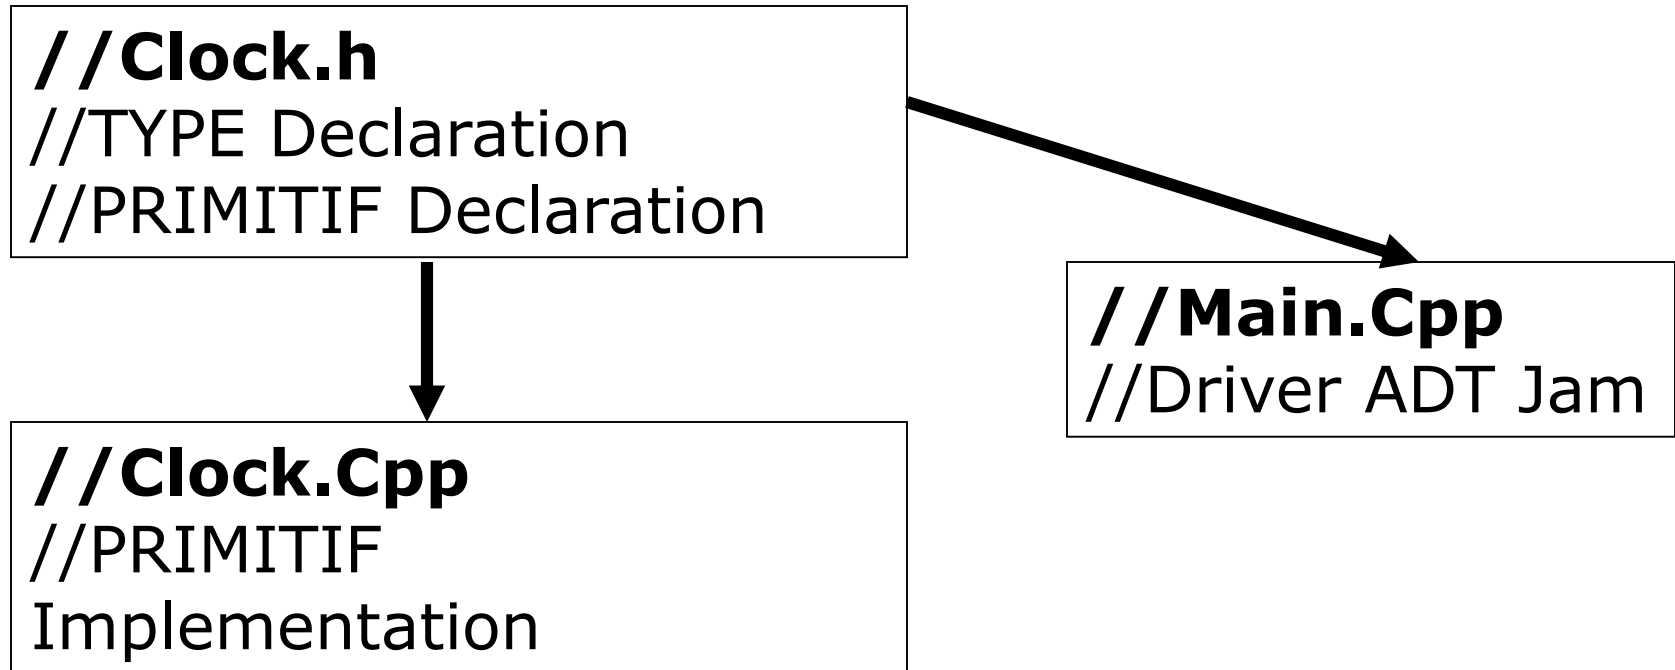 //Clock.h
//TYPE Declaration
//PRIMITIF Declaration
//Main.Cpp
//Driver ADT Jam
//Clock.Cpp
//PRIMITIF
Implementation